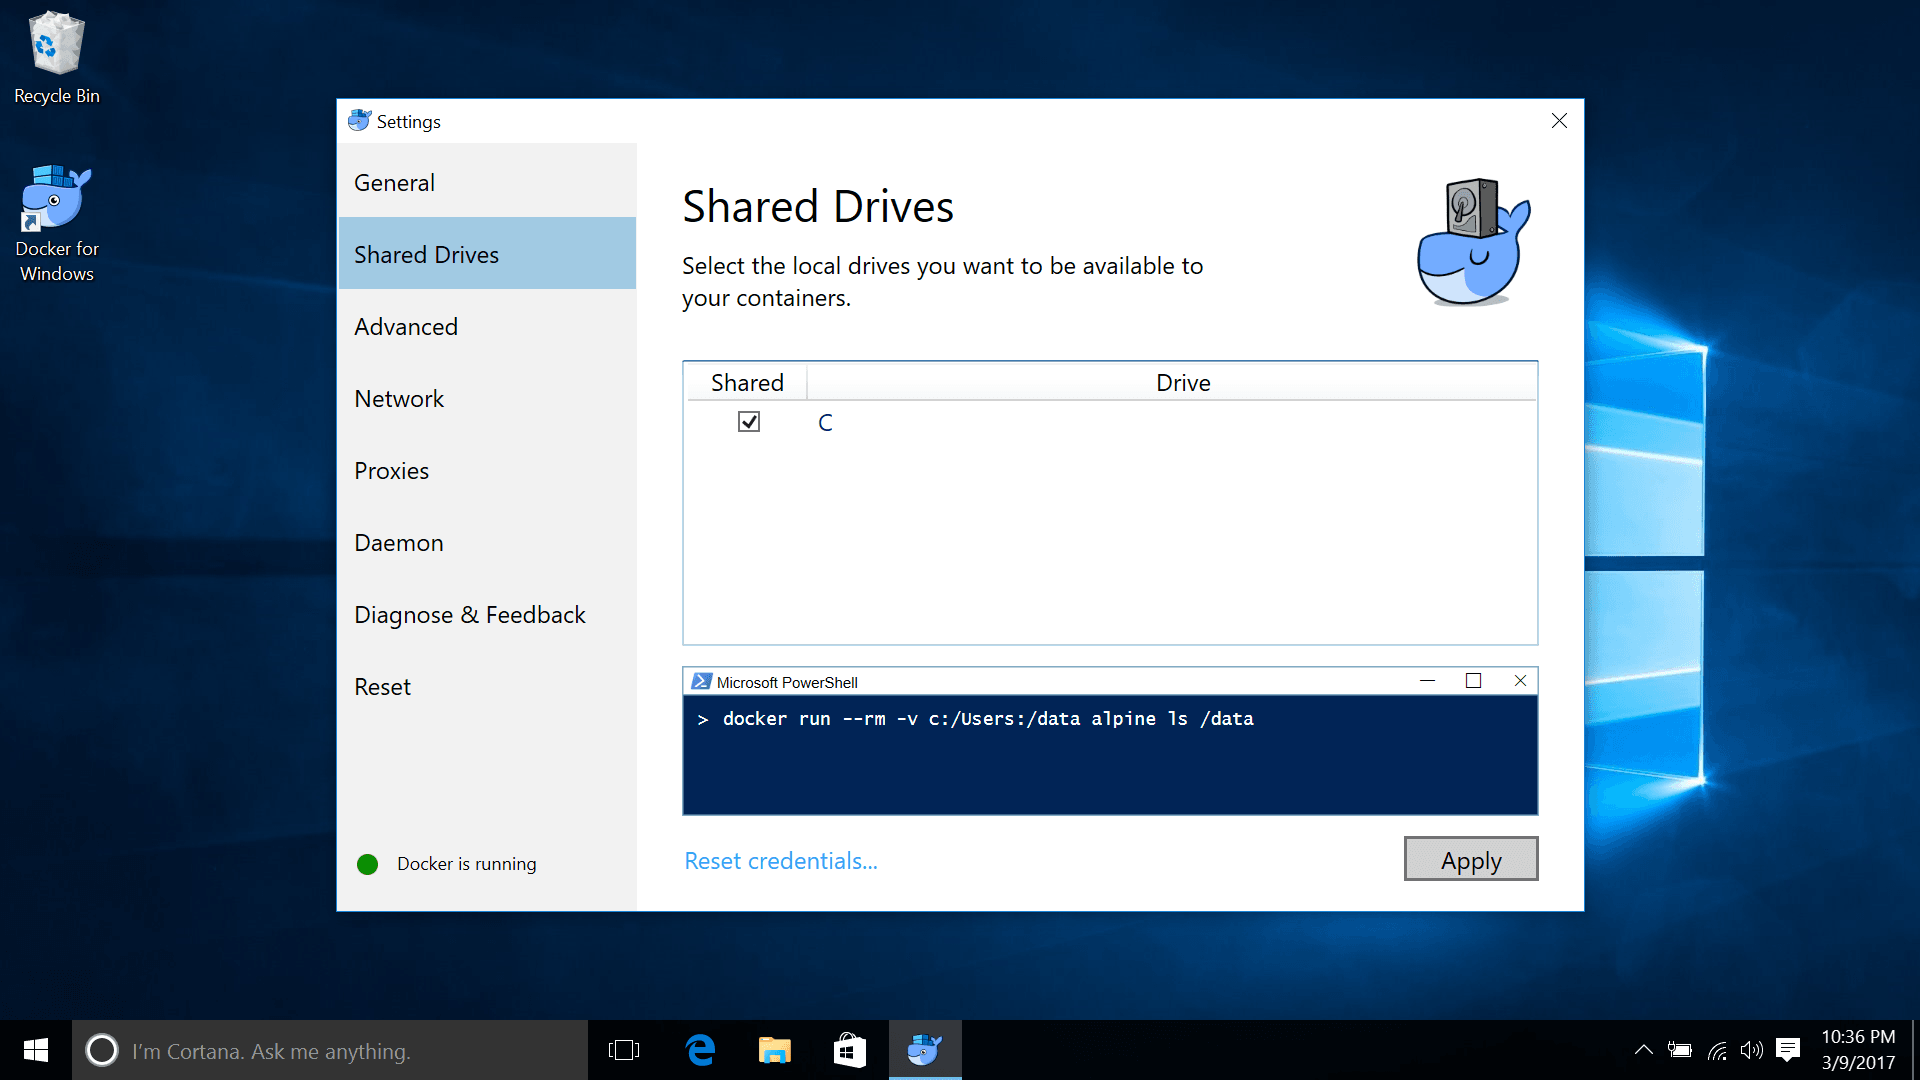 Recycle Bin
Docker for
Windows
Settings
General
Shared Drives
Advanced
Network
Proxies
Daemon
Diagnose & Feedback
Reset
Docker is running
Shared Drives
Select the local drives you want to be available to
your containers.
Shared Drive
C
Microsoft PowerShell
> docker run --rm -v c:/Users:/data alpine ls /data
Reset credentials...
Apply
I'm Cortana. Ask me anything.
10:36 PM
3/9/2017